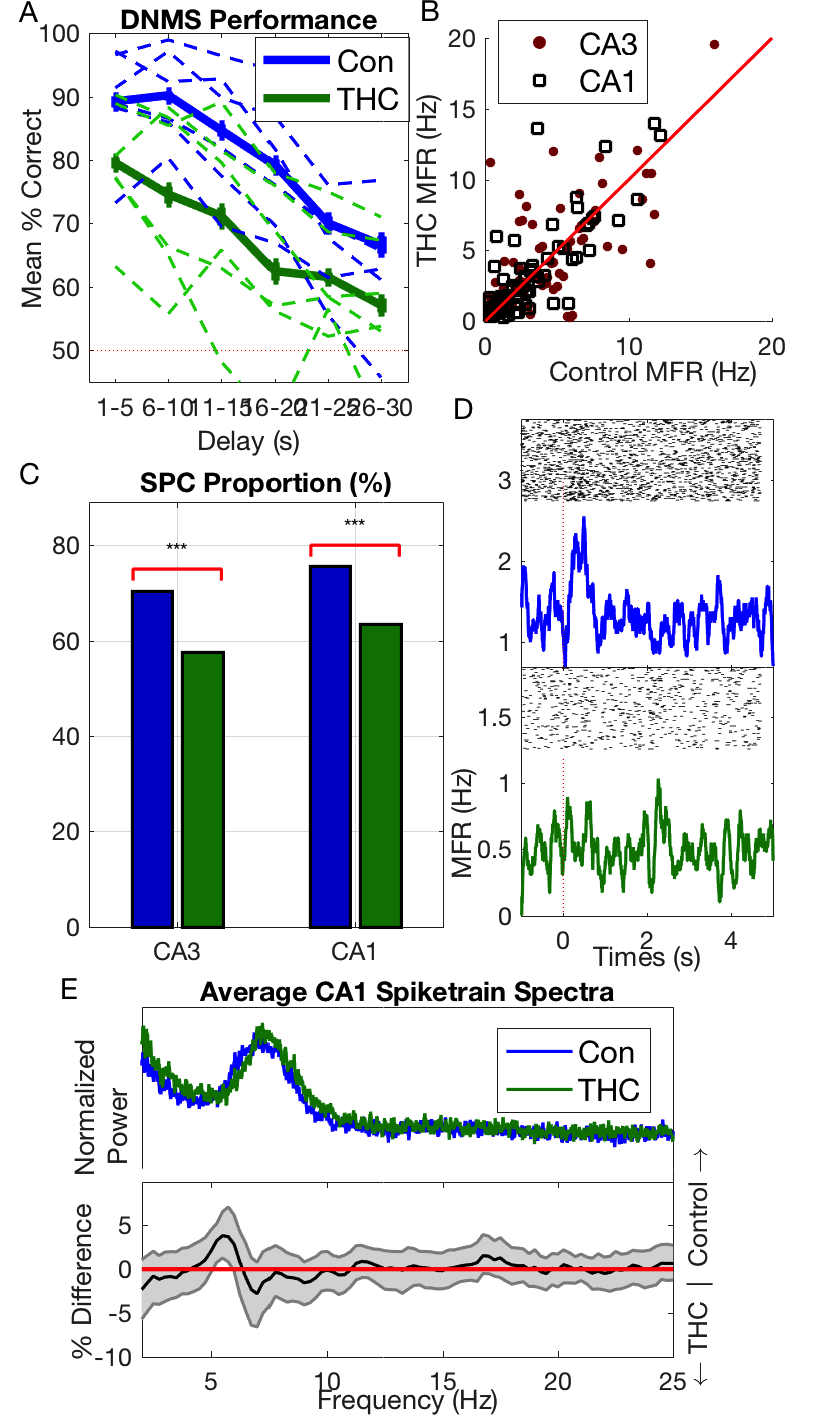 A
DNMS Performance
Con
THC
Mean % Correct
100
90
80
70
60
50
1-5 6-10 11-15 16-20 21-25 26-30
Delay (s)
B
CA3
CA1
THC MFR (Hz)
20
15
10
5
0
0 10 20
Control MFR (Hz)
C
SPC Proportion (%)
***
***
80
60
40
20
0
CA3 CA1
D
3
2
1
1.5
1
0.5
0
MFR (Hz)
0 2 4
Times (s)
E
Average CA1 Spiketrain Spectra
Con
THC
Normalized
Power
% Difference
5
0
-5
-10
5 10 15 20 25
Frequency (Hz)
← THC | Control →